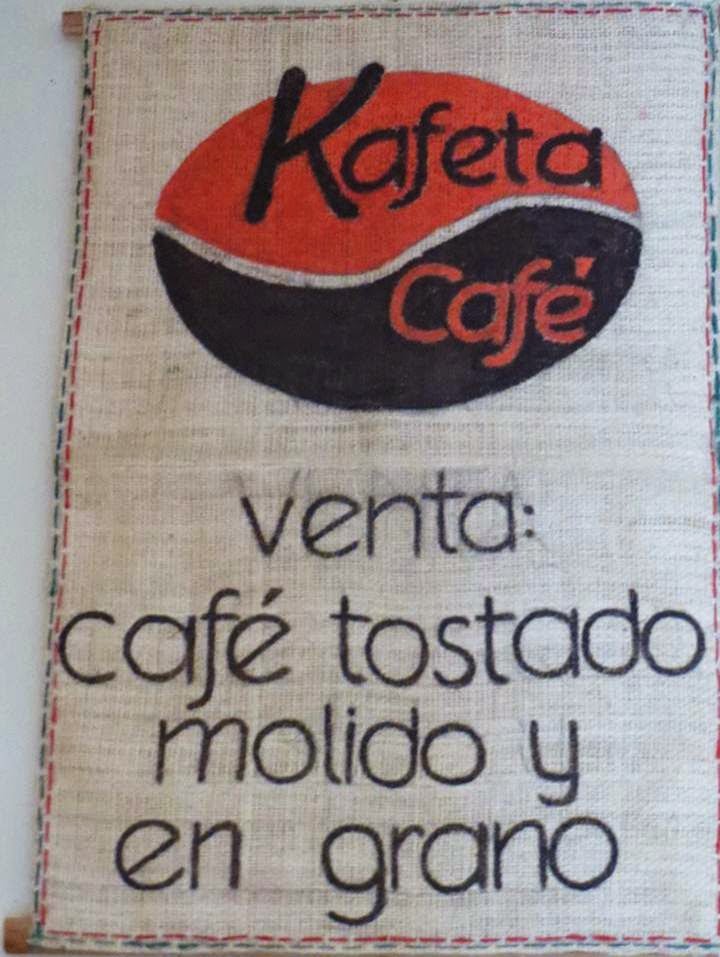 Kafeta
Café
venta:
café tostado
molido y
en grano